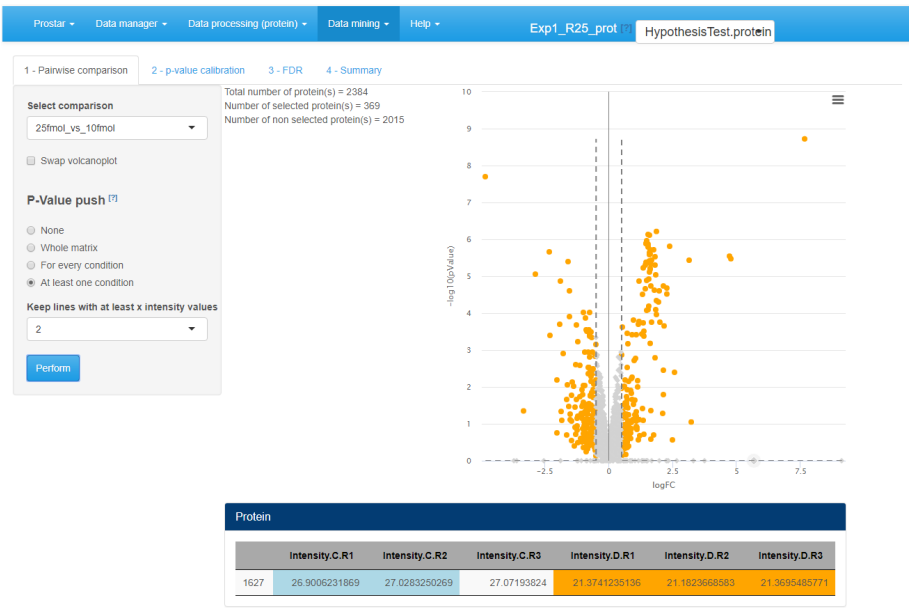 Prostar Data manager Data processing (protein) Data mining Help Exp1_R25_prot [?] HypothesisTest.protein
1 - Pairwise comparison 2 - p-value calibration 3 - FDR 4 - Summary
Select comparison
25fmol_vs_10fmol
Swap volcanoplot
P-Value push [?]
None
Whole matrix
For every condition
At least one condition
Keep lines with at least x intensity values
2
Perform
Total number of protein(s) = 2384
Number of selected protein(s) = 369
Number of non selected protein(s) = 2015
10
9
8
7
6
5
4
3
2
1
0
-log10(pValue)
-2.5 0 2.5 5 7.5
logFC
Protein
Intensity.C.R1 Intensity.C.R2 Intensity.C.R3 Intensity.D.R1 Intensity.D.R2 Intensity.D.R3
1627 26.9006231869 27.0283250269 27.07193824 21.3741235136 21.1823668583 21.3695485771